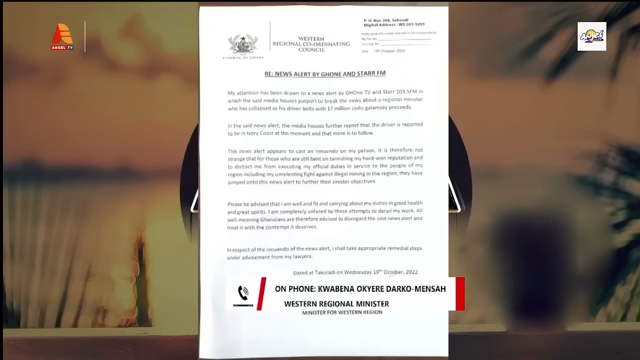 ANGEL TV
P. O. Box 304, Takoradi
Digital Address: WS-051-5201
WESTERN
REGIONAL CO-ORDINATING
COUNCIL
REPUBLIC OF GHANA
19th October, 2022
RE: NEWS ALERT BY GHONE AND STARR FM
My attention has been drawn to a news alert by GHOne TV and Starr 103.5FM in
which the said media houses purport to break the news about a regional minister
who has collapsed as his driver bolts with 17 million cedis galamsey proceeds.
In the said news alert, the media houses further report that the driver is reported
to be in Ivory Coast at the moment and that more is to follow.
This news alert appears to cast an innuendo on my person. It is therefore not
strange that for those who are still bent on tarnishing my hard-won reputation and
to distract me from executing my official duties in service to the people of my
region including my unrelenting fight against illegal mining in the region, they have
jumped onto this news alert to further their sinister objectives.
Please be advised that I am well and fit and carrying about my duties in good health
and great spirits. I am completely unfazed by those attempts to derail my work. All
well-meaning Ghanaians are therefore advised to disregard the said news alert and
treat it with the contempt it deserves.
In respect of the innuendo of the news alert, I shall take appropriate remedial steps
under advisement from my lawyers.
Dated at Takoradi on Wednesday 19th October, 2022
ON PHONE: KWABENA OKYERE DARKO-MENSAH
WESTERN REGIONAL MINISTER
MINISTER FOR WESTERN REGION